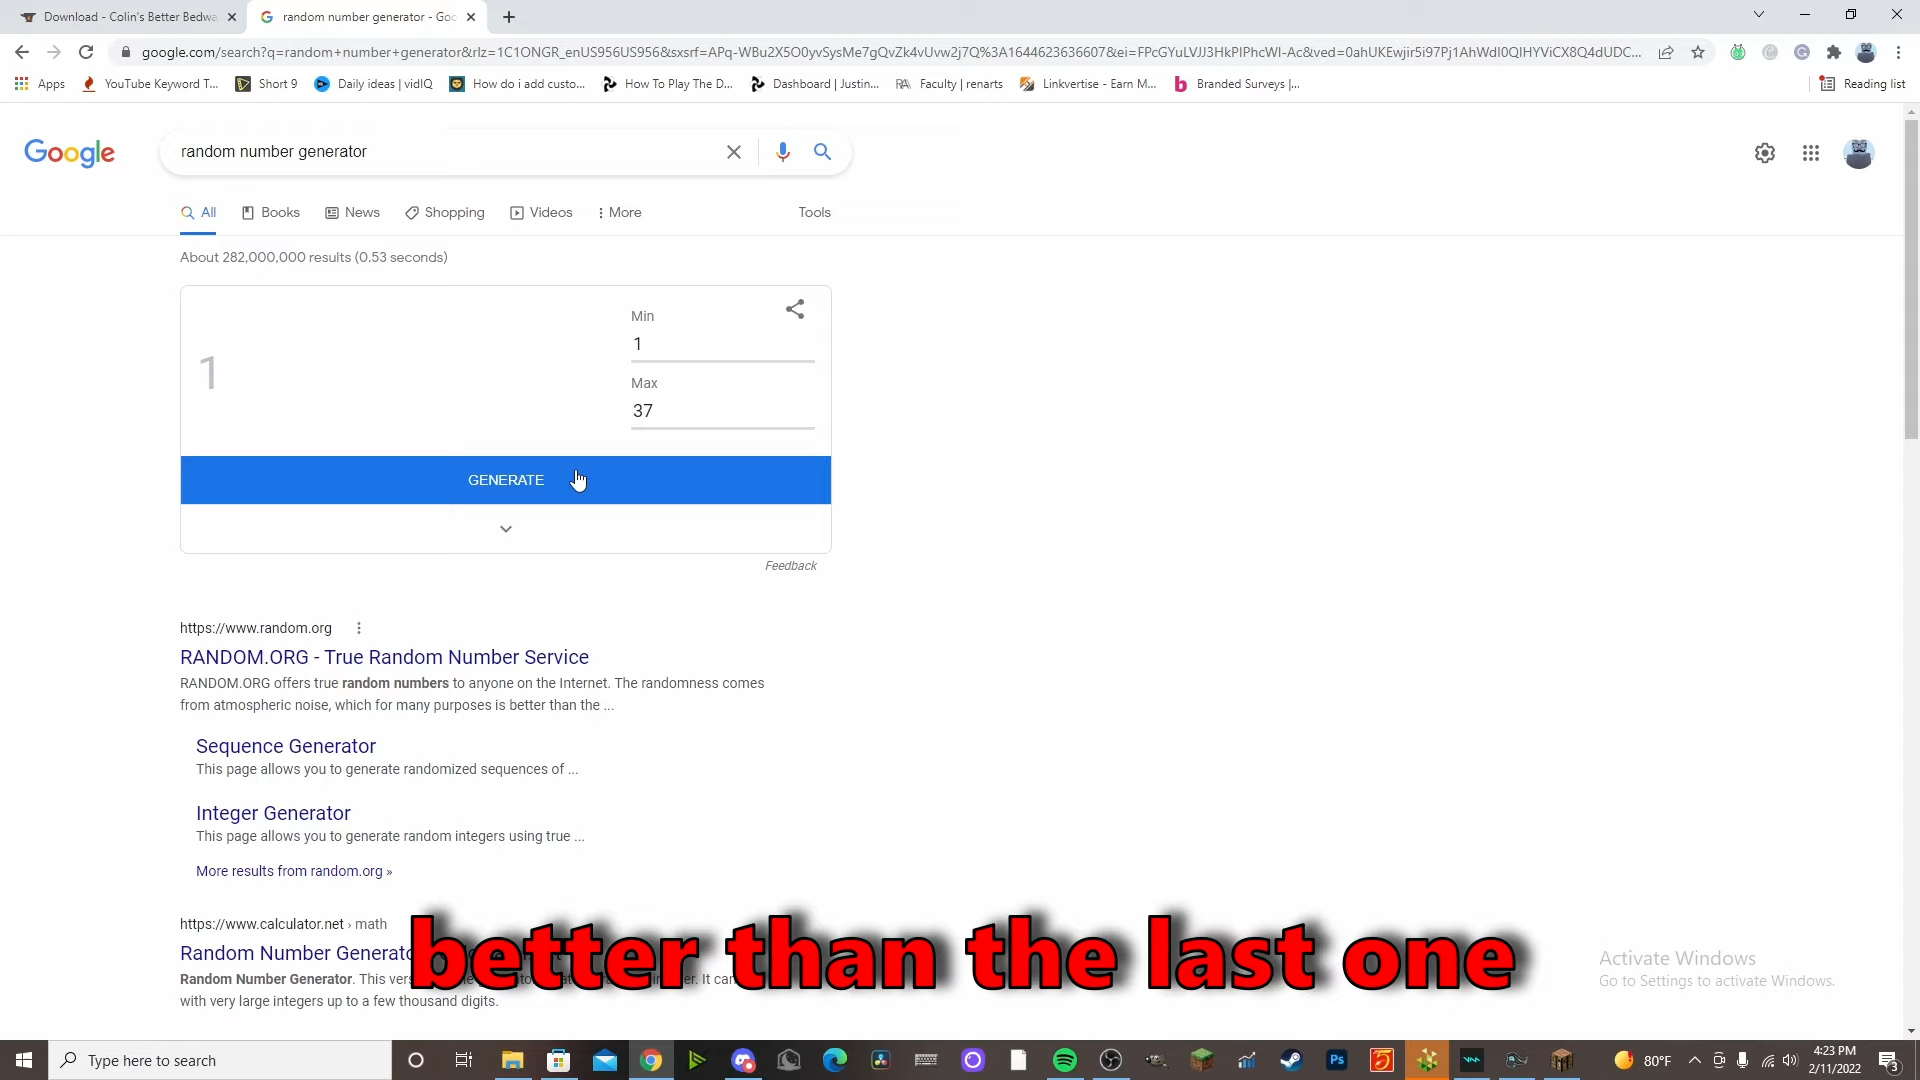 Download - Colin's Better Bedwa
random number generator - Goo
google.com/search?q=random+number+generator&rlz=1C1ONGR_enUS956US956&sxsrf=APq-WBu2X5O0yvSysMe7gQvZk4vUvw2j7Q%3A1644623636607&ei=FPcGYuLVJJ3HkPIPhcWI-Ac&ved=0ahUKEwjir5i97Pj1AhWdI0QIHYViCX8Q4dUDC...
Apps
YouTube Keyword T...
Short 9
Daily ideas | vidIQ
How do i add custo...
How To Play The D...
Dashboard | Justin...
Faculty | renarts
Linkvertise - Earn M...
Branded Surveys |...
Reading list
Google
random number generator
All
Books
News
Shopping
Videos
More
Tools
About 282,000,000 results (0.53 seconds)
Min
1
1
Max
37
GENERATE
Feedback
https://www.random.org
RANDOM.ORG - True Random Number Service
RANDOM.ORG offers true random numbers to anyone on the Internet. The randomness comes
from atmospheric noise, which for many purposes is better than the ...
Sequence Generator
This page allows you to generate randomized sequences of ...
Integer Generator
This page allows you to generate random integers using true ...
More results from random.org »
https://www.calculator.net › math
Random Number Generato
better than the last one
Random Number Generator. This vers
er. It can
with very large integers up to a few thousand digits.
Activate Windows
Go to Settings to activate Windows.
Type here to search
Ps
5
80°F
4:23 PM
2/11/2022
3